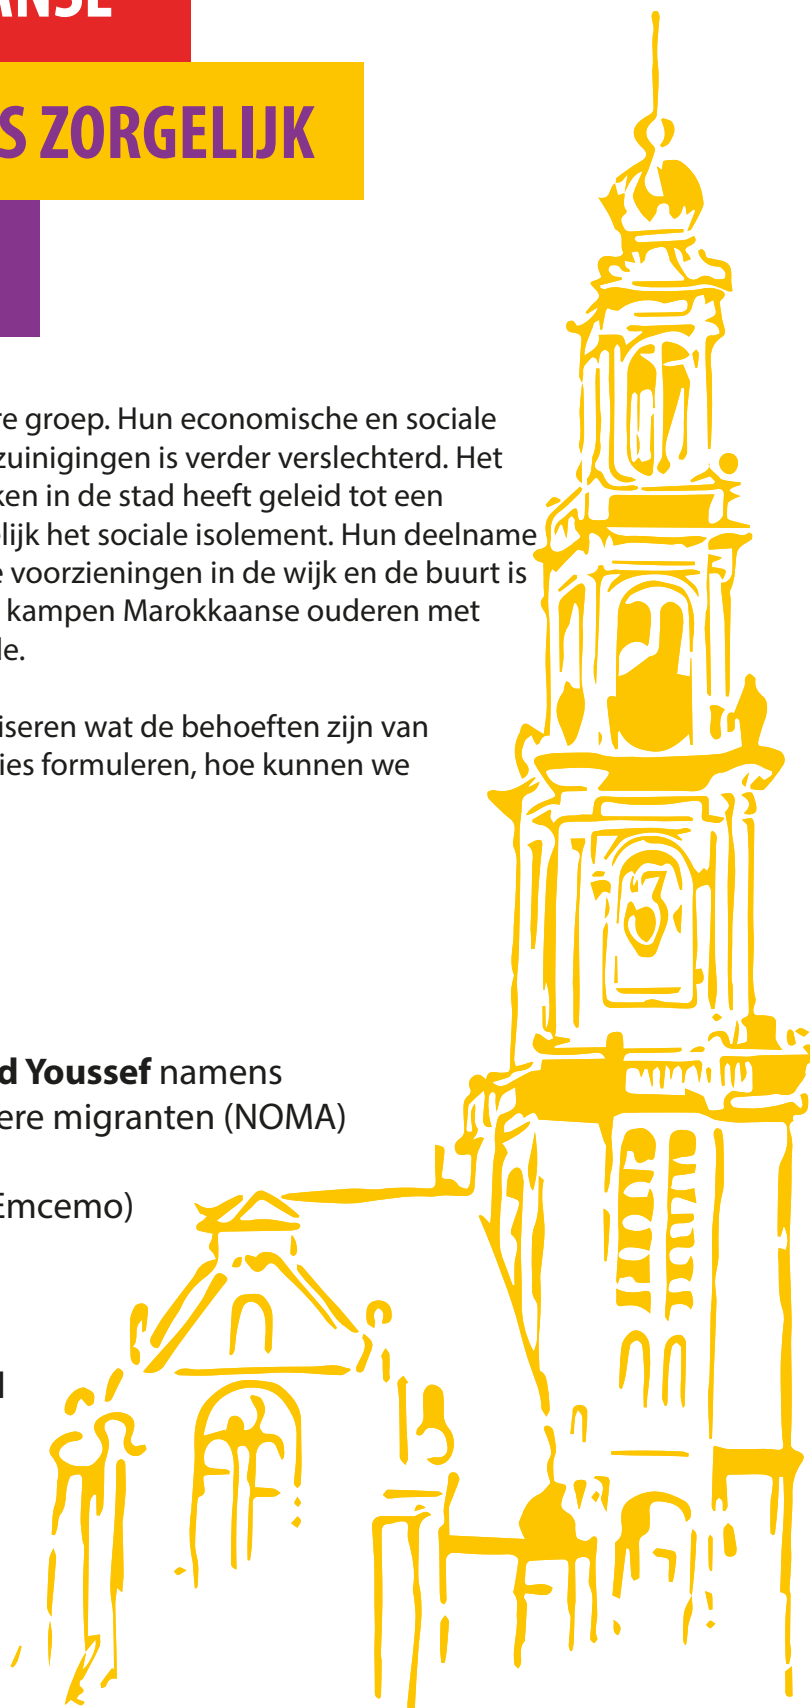 ANSE
S ZORGELIJK
re groep. Hun economische en sociale
zuinigingen is verder verslechterd. Het
ken in de stad heeft geleid tot een
elijk het sociale isolement. Hun deelname
e voorzieningen in de wijk en de buurt is
kampen Marokkaanse ouderen met
le.
iseren wat de behoeften zijn van
ies formuleren, hoe kunnen we
d Youssef namens
ere migranten (NOMA)
Emcemo)